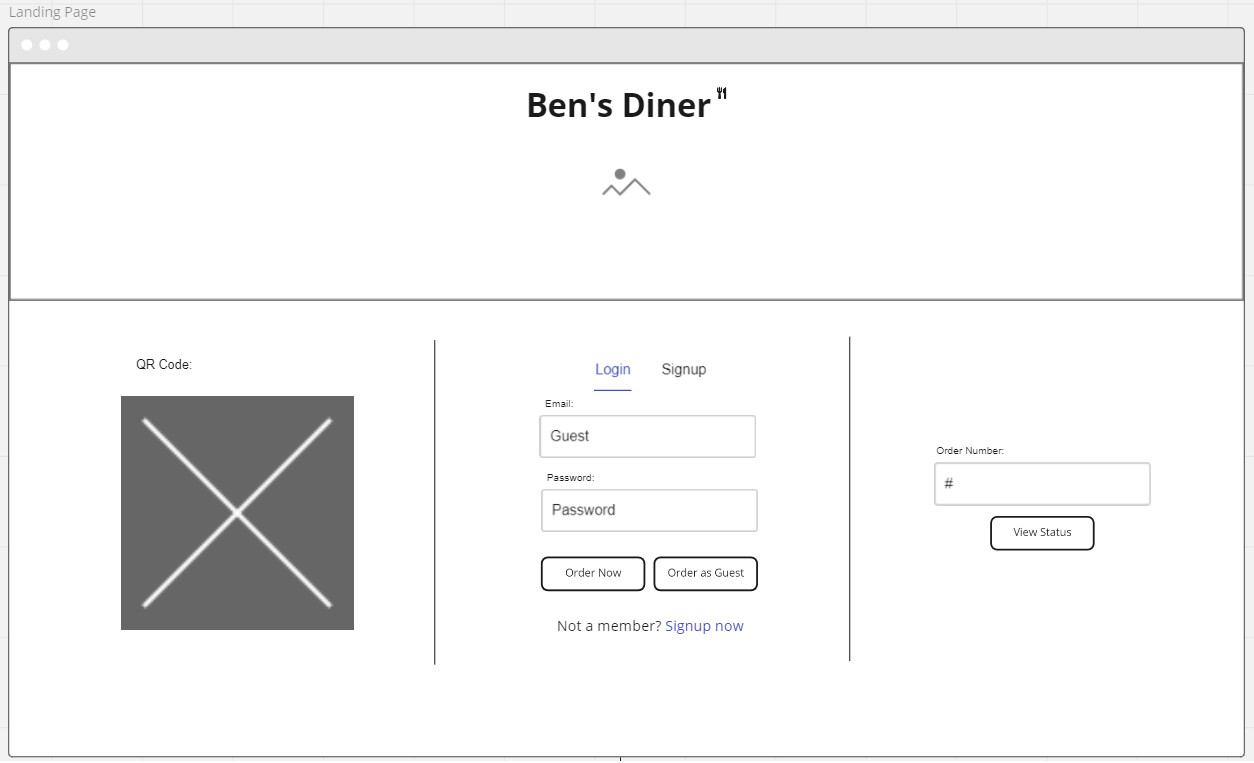 Landing Page
Ben's Diner
QR Code:
Login Signup
Email:
Guest
Password:
Password
Order Now Order as Guest
Not a member? Signup now
Order Number:
#
View Status